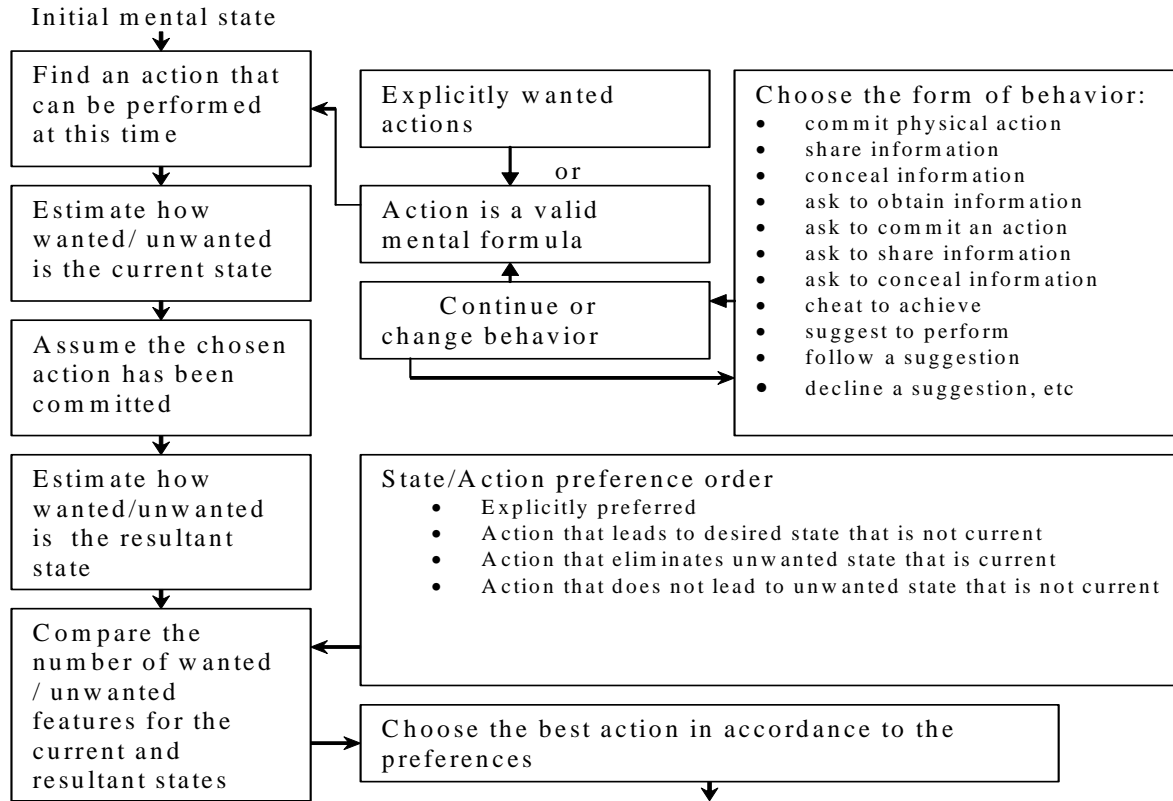 Initial mental state
Find an action that
can be performed
at this time
Estimate how
wanted/ unwanted
is the current state
Assume the chosen
action has been
committed
Estimate how
wanted/unwanted
is the resultant
state
Compare the
number of wanted
/ unwanted
features for the
current and
resultant states
Explicitly wanted
actions
or
Action is a valid
mental formula
Continue or
change behavior
Choose the form of behavior:
• commit physical action
• share information
• conceal information
• ask to obtain information
• ask to commit an action
• ask to share information
• ask to conceal information
• cheat to achieve
• suggest to perform
• follow a suggestion
• decline a suggestion, etc
State/Action preference order
• Explicitly preferred
• Action that leads to desired state that is not current
• Action that eliminates unwanted state that is current
• Action that does not lead to unwanted state that is not current
Choose the best action in accordance to the
preferences